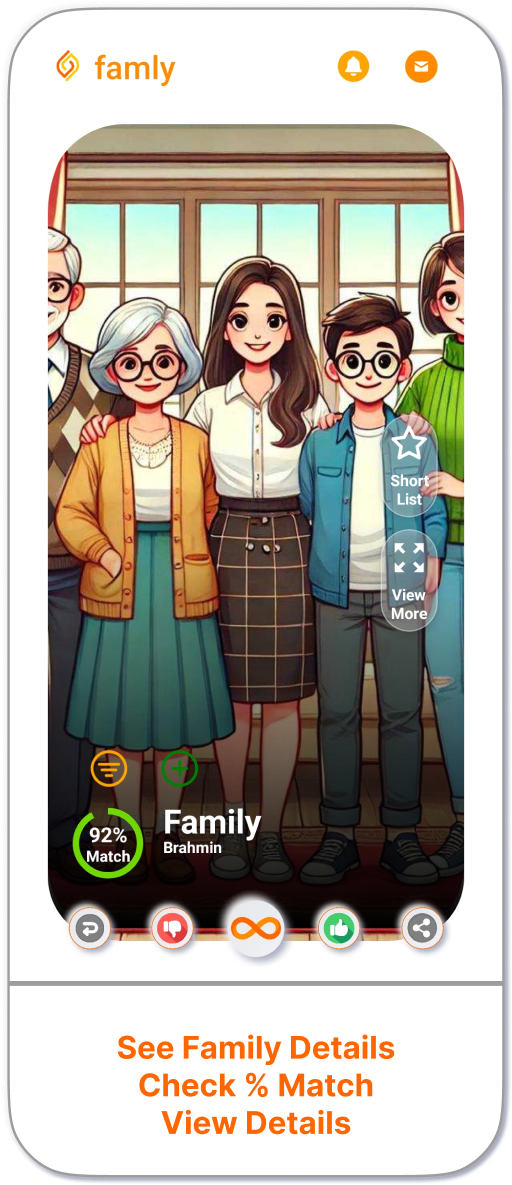 famly
Short
List
View
More
92%
Match
Family
Brahmin
See Family Details
Check % Match
View Details